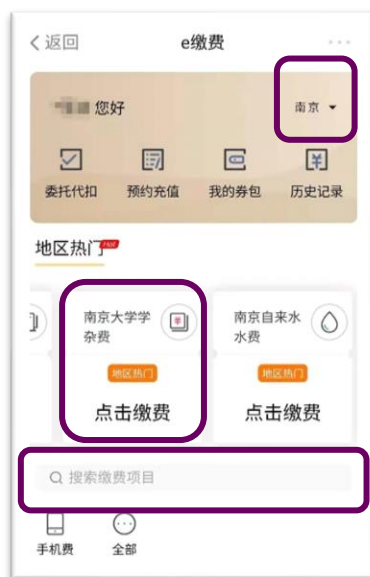 返回
e缴费
您好
南京
委托代扣 预约充值 我的券包 历史记录
地区热门 Hot
南京大学学
杂费
地区热门
点击缴费
南京自来水
水费
地区热门
点击缴费
搜索缴费项目
手机费 全部